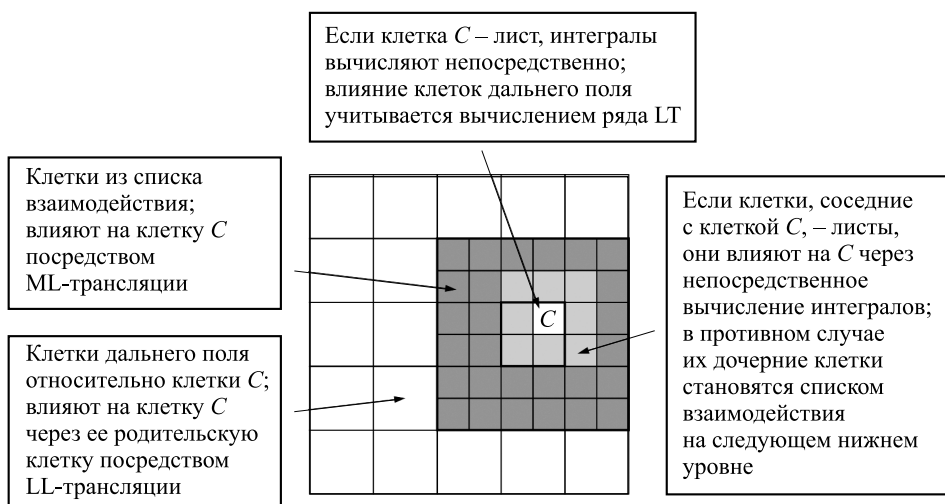 Если клетка C – лист, интегралы
вычисляют непосредственно;
влияние клеток дальнего поля
учитывается вычислением ряда LT
Клетки из списка
взаимодействия;
влияют на клетку C
посредством
ML-трансляции
Клетки дальнего поля
относительно клетки C;
влияют на клетку C
через ее родительскую
клетку посредством
LL-трансляции
C
Если клетки, соседние
с клеткой C, – листы,
они влияют на C через
непосредственное
вычисление интегралов;
в противном случае
их дочерние клетки
становятся списком
взаимодействия
на следующем нижнем
уровне